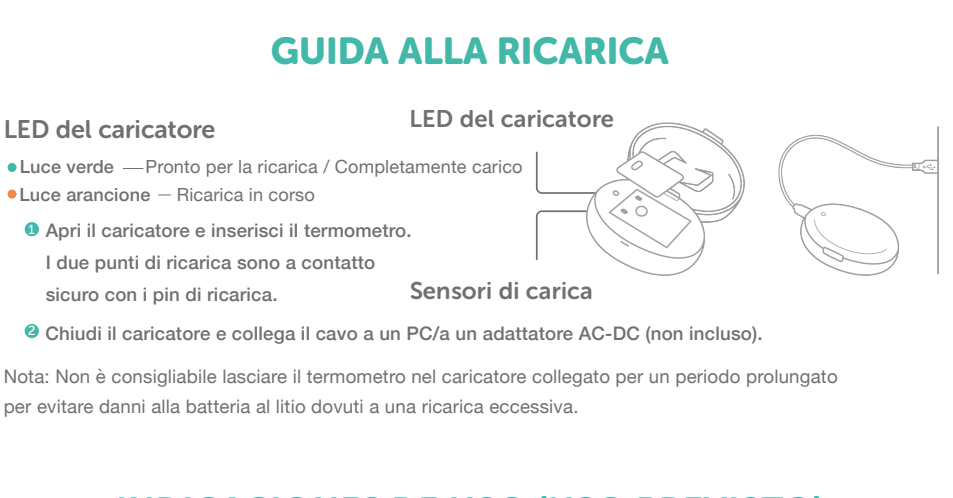 GUIDA ALLA RICARICA
LED del caricatore
LED del caricatore
Luce verde — Pronto per la ricarica / Completamente carico
Luce arancione — Ricarica in corso
1 Apri il caricatore e inserisci il termometro.
I due punti di ricarica sono a contatto
sicuro con i pin di ricarica.
Sensori di carica
2 Chiudi il caricatore e collega il cavo a un PC/a un adattatore AC-DC (non incluso).
Nota: Non è consigliabile lasciare il termometro nel caricatore collegato per un periodo prolungato
per evitare danni alla batteria al litio dovuti a una ricarica eccessiva.